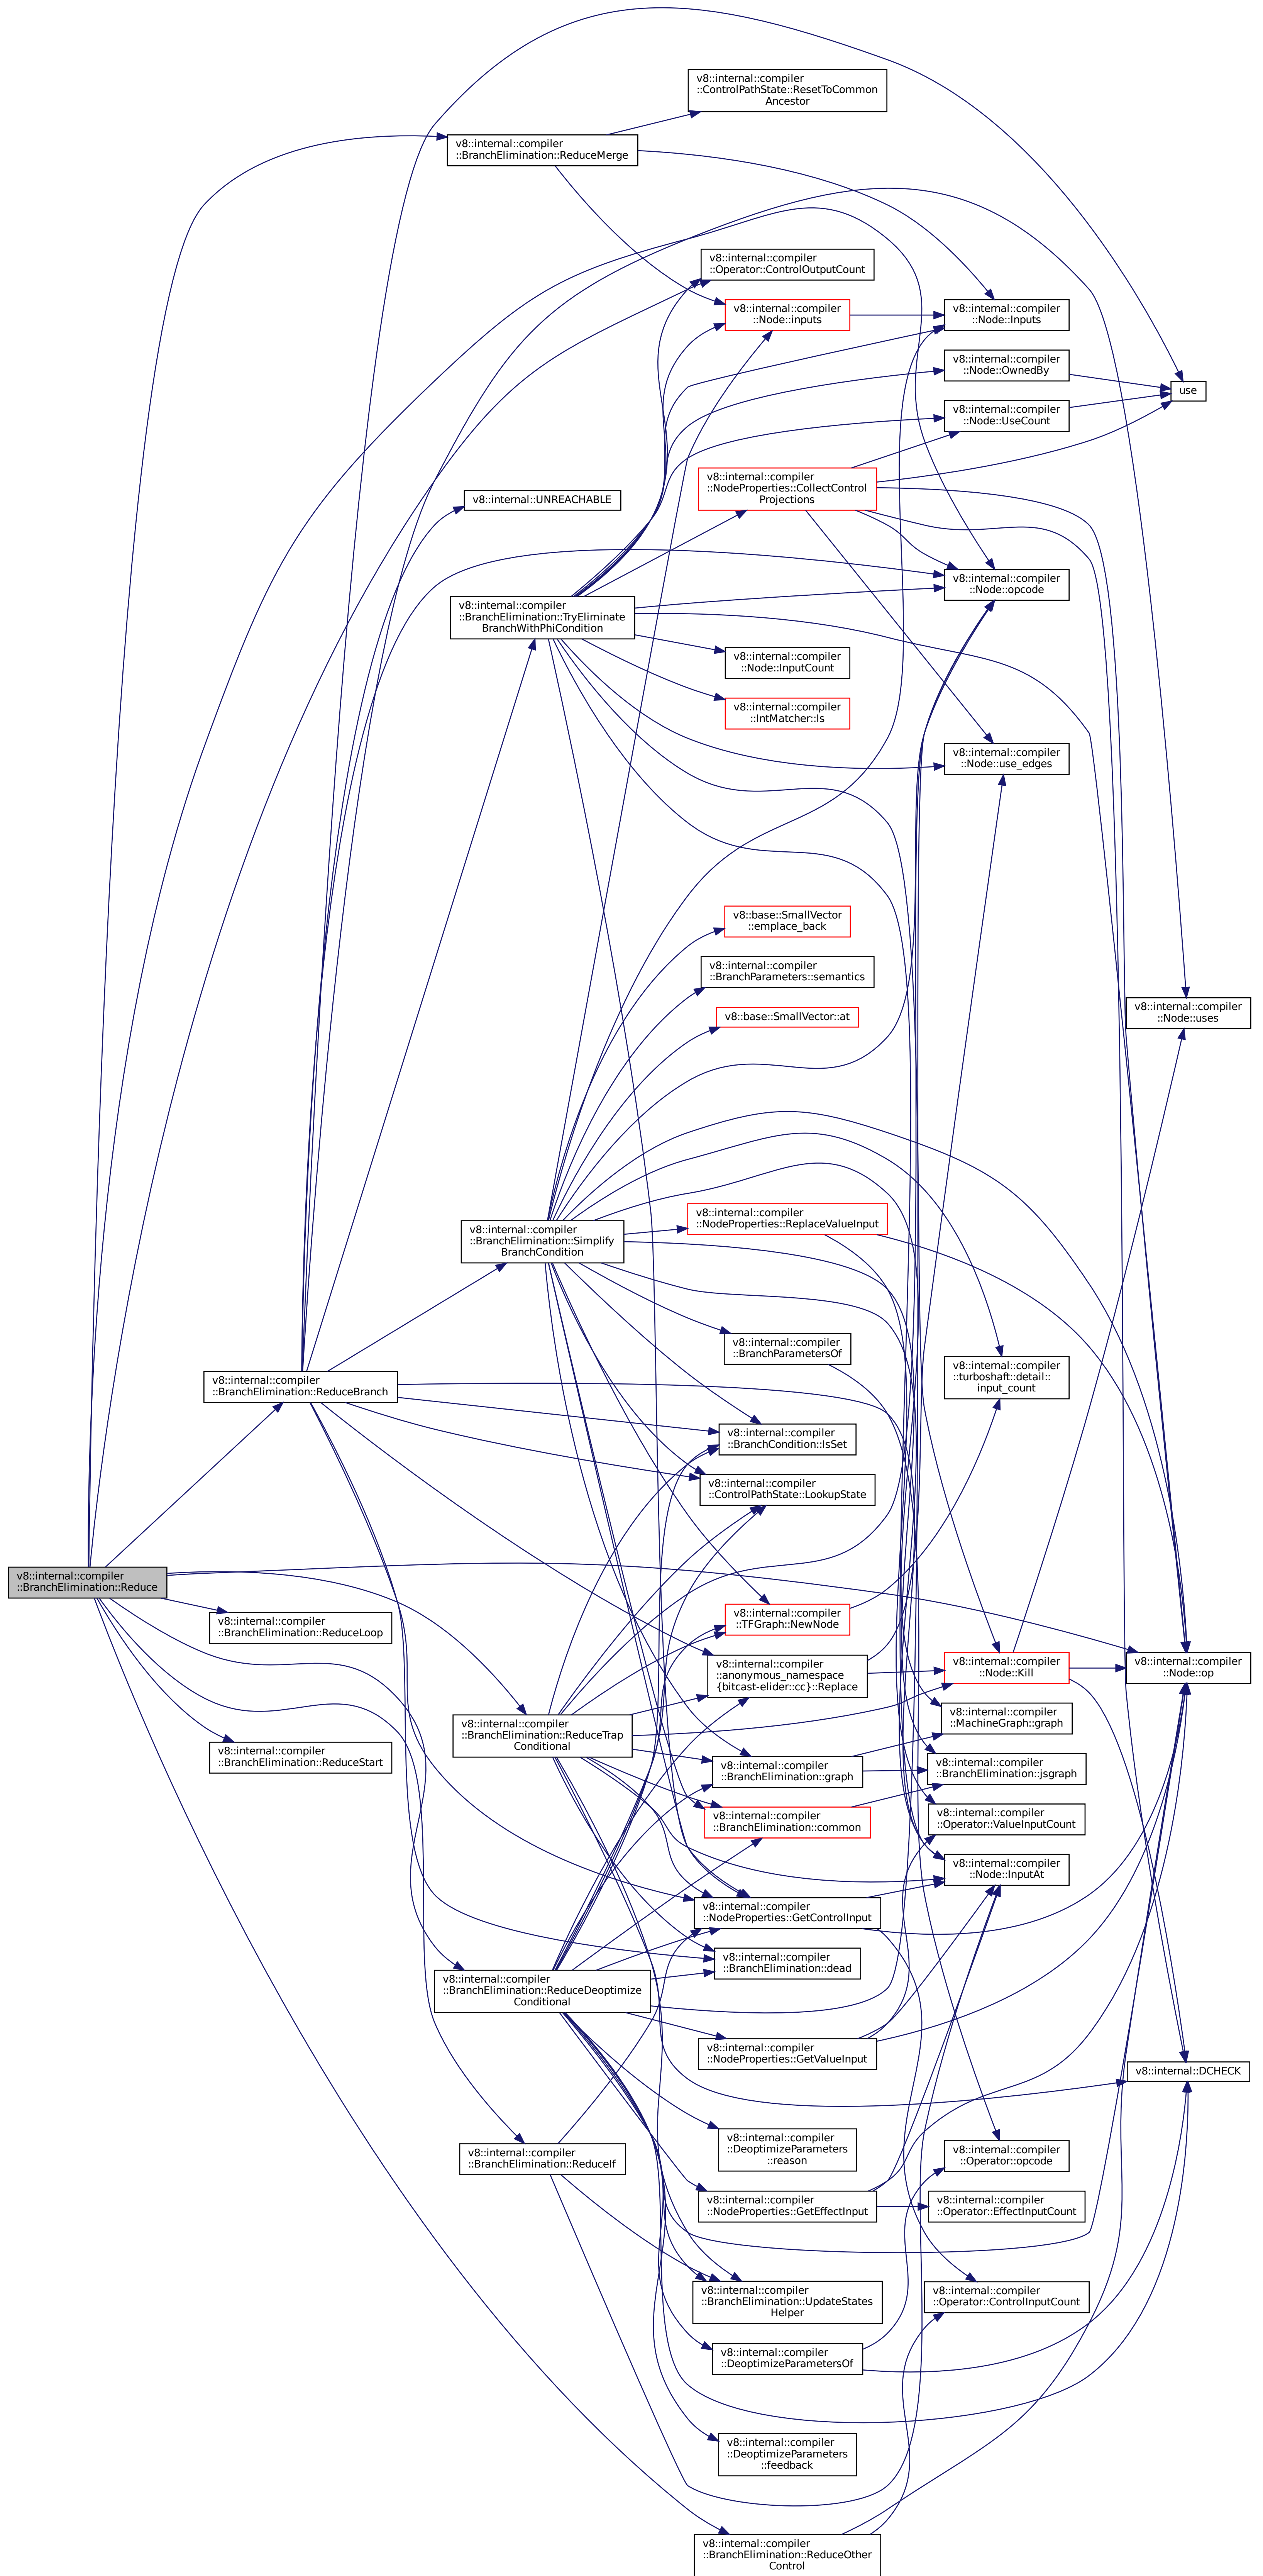 v8::internal::compiler
::ControlPathState::ResetToCommon
Ancestor
v8::internal::compiler
::BranchElimination::ReduceMerge
v8::internal::compiler
::Operator::ControlOutputCount
v8::internal::compiler
::Node::inputs
v8::internal::compiler
::Node::Inputs
v8::internal::compiler
::Node::OwnedBy
use
v8::internal::compiler
::Node::UseCount
v8::internal::compiler
::NodeProperties::CollectControl
Projections
v8::internal::UNREACHABLE
v8::internal::compiler
::Node::opcode
v8::internal::compiler
::BranchElimination::TryEliminate
BranchWithPhiCondition
v8::internal::compiler
::Node::InputCount
v8::internal::compiler
::IntMatcher::Is
v8::internal::compiler
::Node::use_edges
v8::base::SmallVector
::emplace_back
v8::internal::compiler
::BranchParameters::semantics
v8::base::SmallVector::at
v8::internal::compiler
::Node::uses
v8::internal::compiler
::NodeProperties::ReplaceValueInput
v8::internal::compiler
::BranchElimination::Simplify
BranchCondition
v8::internal::compiler
::BranchParametersOf
v8::internal::compiler
::turboshaft::detail::
input_count
v8::internal::compiler
::BranchElimination::ReduceBranch
v8::internal::compiler
::BranchCondition::IsSet
v8::internal::compiler
::ControlPathState::LookupState
v8::internal::compiler
::BranchElimination::Reduce
v8::internal::compiler
::BranchElimination::ReduceLoop
v8::internal::compiler
::TFGraph::NewNode
v8::internal::compiler
::anonymous_namespace
{bitcast-elider::cc}::Replace
v8::internal::compiler
::Node::Kill
v8::internal::compiler
::Node::op
v8::internal::compiler
::MachineGraph::graph
v8::internal::compiler
::BranchElimination::ReduceTrap
Conditional
v8::internal::compiler
::BranchElimination::ReduceStart
v8::internal::compiler
::BranchElimination::graph
v8::internal::compiler
::BranchElimination::jsgraph
v8::internal::compiler
::BranchElimination::common
v8::internal::compiler
::Operator::ValueInputCount
v8::internal::compiler
::Node::InputAt
v8::internal::compiler
::NodeProperties::GetControlInput
v8::internal::compiler
::BranchElimination::dead
v8::internal::compiler
::BranchElimination::ReduceDeoptimize
Conditional
v8::internal::compiler
::NodeProperties::GetValueInput
v8::internal::DCHECK
v8::internal::compiler
::DeoptimizeParameters
::reason
v8::internal::compiler
::Operator::opcode
v8::internal::compiler
::BranchElimination::ReduceIf
v8::internal::compiler
::NodeProperties::GetEffectInput
v8::internal::compiler
::Operator::EffectInputCount
v8::internal::compiler
::BranchElimination::UpdateStates
Helper
v8::internal::compiler
::Operator::ControlInputCount
v8::internal::compiler
::DeoptimizeParametersOf
v8::internal::compiler
::DeoptimizeParameters
::feedback
v8::internal::compiler
::BranchElimination::ReduceOther
Control